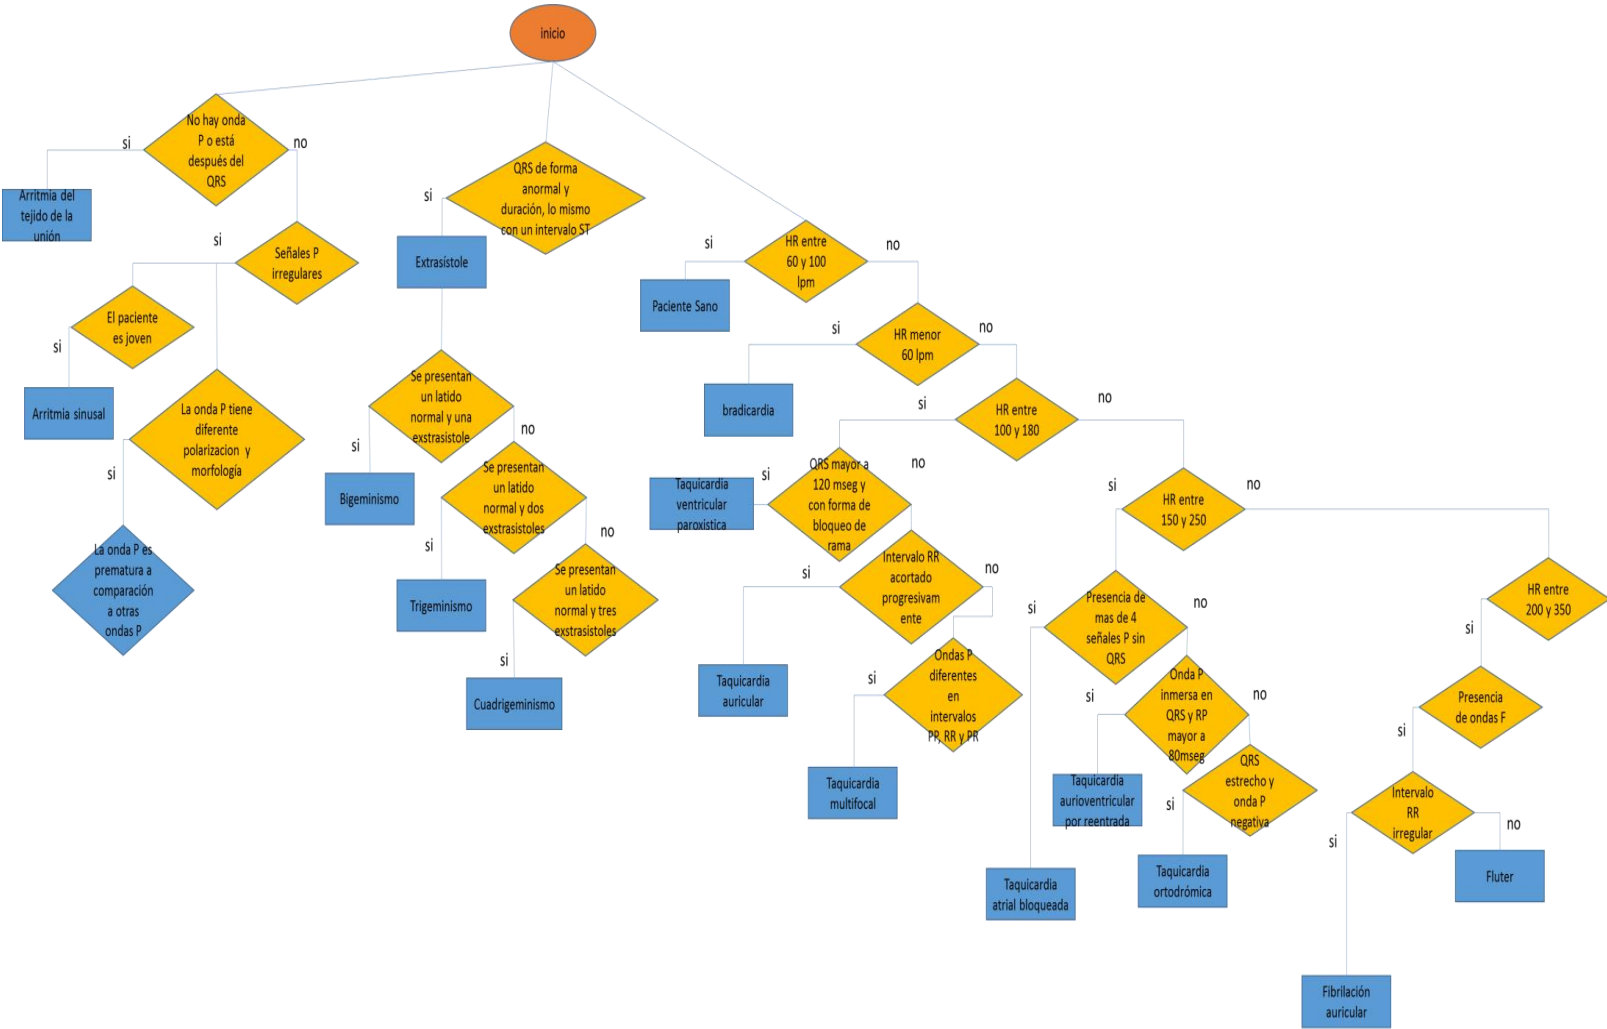 inicio
No hay onda
P o está
después del
QRS
si
no
Arritmia del
tejido de la
unión
si
Señales P
irregulares
El paciente
es joven
si
Arritmia sinusal
La onda P tiene
diferente
polarizacion y
morfología
si
La onda P es
prematura a
comparación
a otras
ondas P
QRS de forma
anormal y
duración, lo mismo
con un intervalo ST
si
Extrasístole
Se presentan
un latido
normal y una
exstrasistole
si
no
Bigeminismo
Se presentan
un latido
normal y dos
exstrasistoles
si
no
Trigeminismo
Se presentan
un latido
normal y tres
exstrasistoles
si
Cuadrigeminismo
HR entre
60 y 100
lpm
si
no
Paciente Sano
HR menor
60 lpm
si
no
bradicardia
HR entre
100 y 180
si
no
QRS mayor a
120 mseg y
con forma de
bloqueo de
rama
si
no
Taquicardia
ventricular
paroxística
Intervalo RR
acortado
progresivam
ente
si
no
Taquicardia
auricular
Ondas P
diferentes
en
intervalos
PP, RR y PR
si
Taquicardia
multifocal
HR entre
150 y 250
si
no
Presencia de
mas de 4
señales P sin
QRS
si
no
Taquicardia
atrial bloqueada
Onda P
inmersa en
QRS y RP
mayor a
80mseg
si
no
Taquicardia
aurioventricular
por reentrada
QRS
estrecho y
onda P
negativa
si
Taquicardia
ortodrómica
HR entre
200 y 350
si
Presencia
de ondas F
si
Intervalo
RR
irregular
si
no
Fluter
Fibrilación
auricular